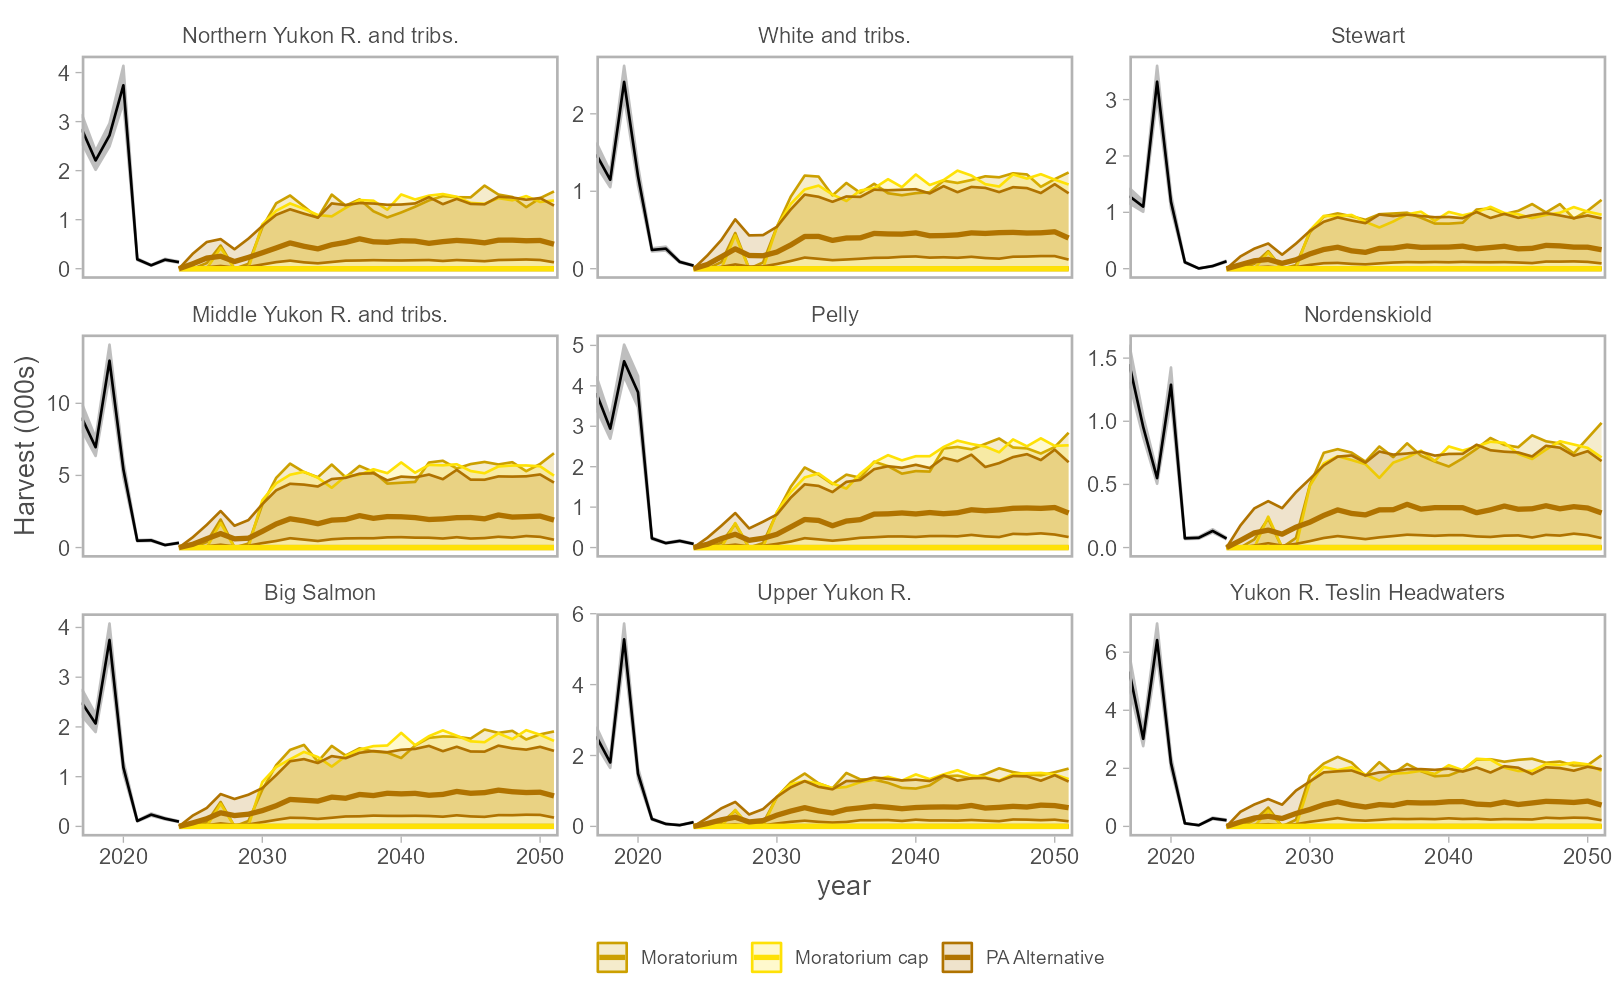 Northern Yukon R. and tribs.
White and tribs.
Stewart
4
3
2
1
0
2
1
0
3
2
1
0
Middle Yukon R. and tribs.
Pelly
Nordenskiold
Harvest (000s)
10
5
0
5
4
3
2
1
0
1.5
1.0
0.5
0.0
Big Salmon
Upper Yukon R.
Yukon R. Teslin Headwaters
4
3
2
1
0
6
4
2
0
6
4
2
0
2020 2030 2040 2050
2020 2030 2040 2050
2020 2030 2040 2050
year
Moratorium
Moratorium cap
PA Alternative